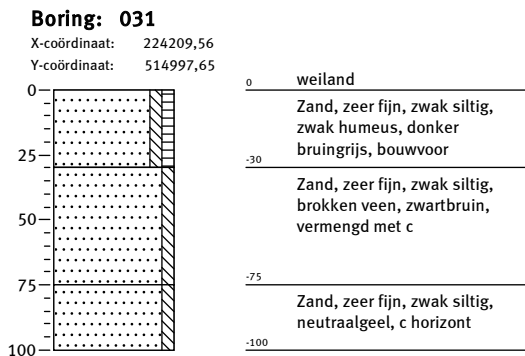 Boring: 031
X-coördinaat: 224209,56
Y-coördinaat: 514997,65
0
25
50
75
100
0 weiland
Zand, zeer fijn, zwak siltig,
zwak humeus, donker
bruingrijs, bouwvoor
-30
Zand, zeer fijn, zwak siltig,
brokken veen, zwartbruin,
vermengd met c
-75
Zand, zeer fijn, zwak siltig,
neutraalgeel, c horizont
-100